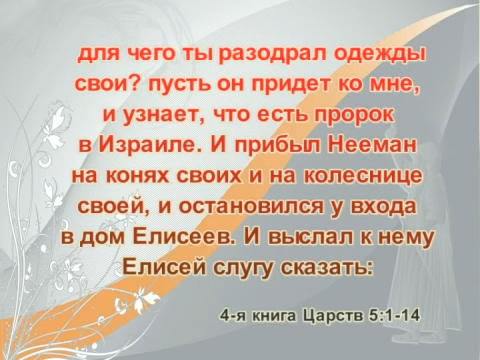 для чего ты разодрал одежды
свои? пусть он придет ко мне,
и узнает, что есть пророк
в Израиле. И прибыл Нееман
на конях своих и на колеснице
своей, и остановился у входа
в дом Елисеев. И выслал к нему
Елисей слугу сказать:
4-я книга Царств 5:1-14